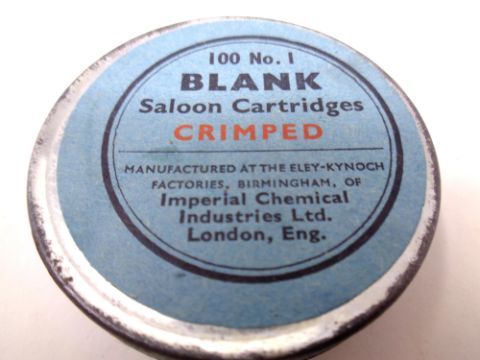 100 No. 1
BLANK
Saloon Cartridges
CRIMPED
MANUFACTURED AT THE ELEY-KYNOCH
FACTORIES, BIRMINGHAM, OF
Imperial Chemical
Industries Ltd.
London, Eng.